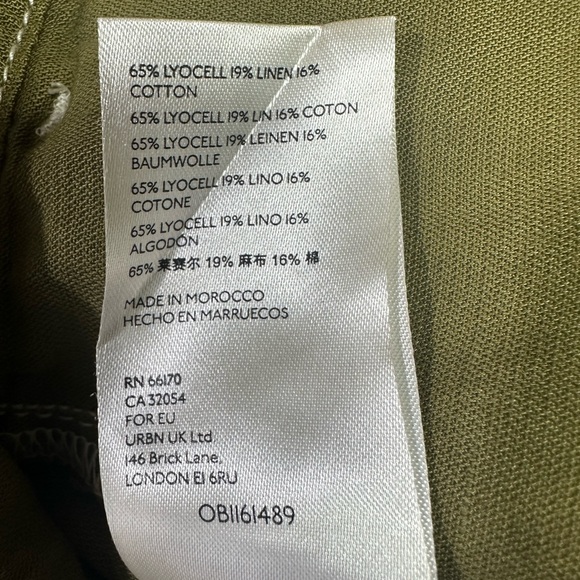 65% LYOCELL 19% LINEN 16%
COTTON
65% LYOCELL 19% LIN 16% COTON
65% LYOCELL 19% LEINEN 16%
BAUMWOLLE
65% LYOCELL 19% LINO 16%
COTONE
65% LYOCELL 19% LINO 16%
ALGODÓN
65% 莱赛尔 19% 麻布 16% 棉
MADE IN MOROCCO
HECHO EN MARRUECOS
RN 66170
CA 32054
FOR EU
URBN UK Ltd
146 Brick Lane,
LONDON E1 6RU
OB1161489